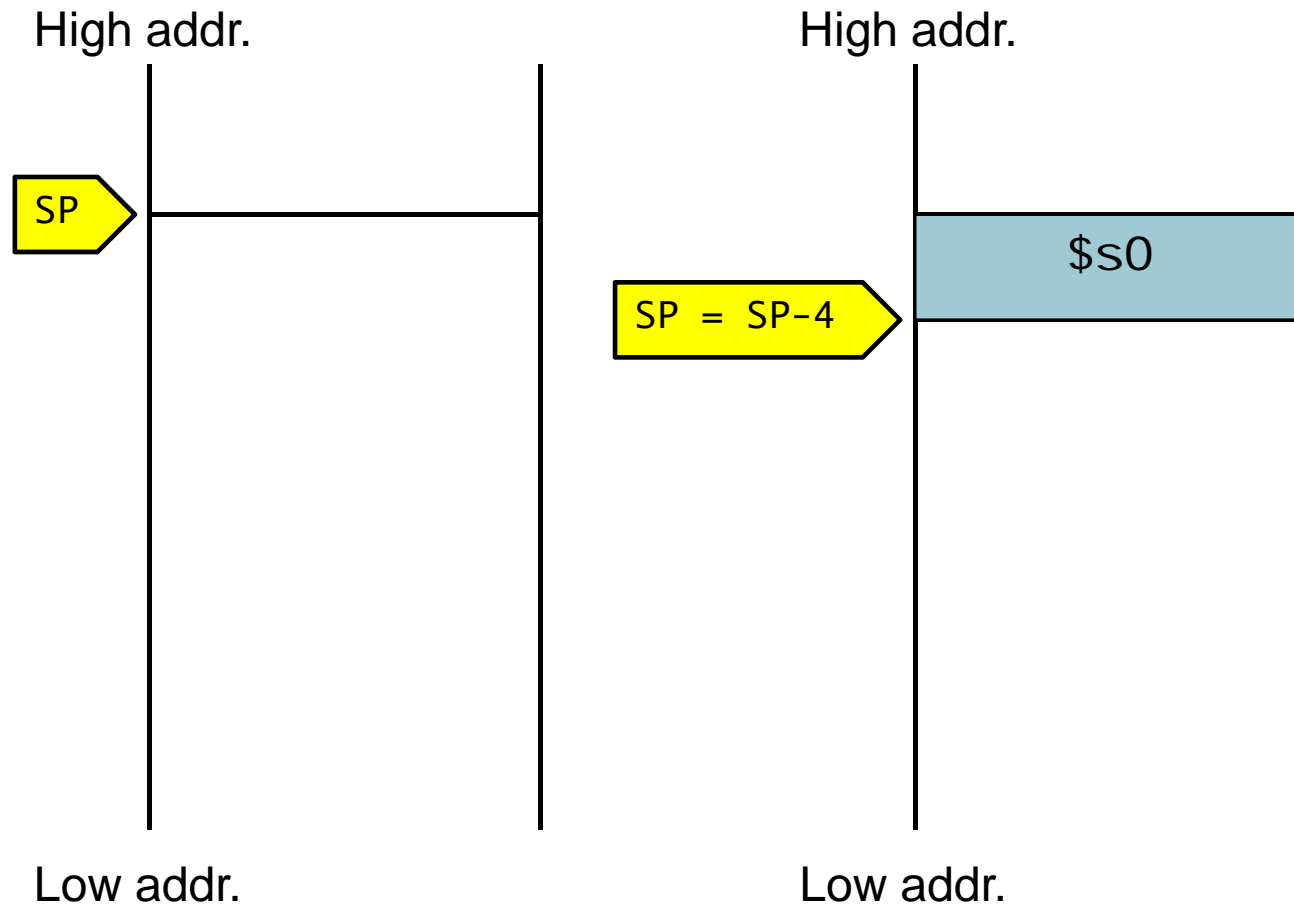 High addr.
High addr.
SP
$s0
SP = SP-4
Low addr.
Low addr.